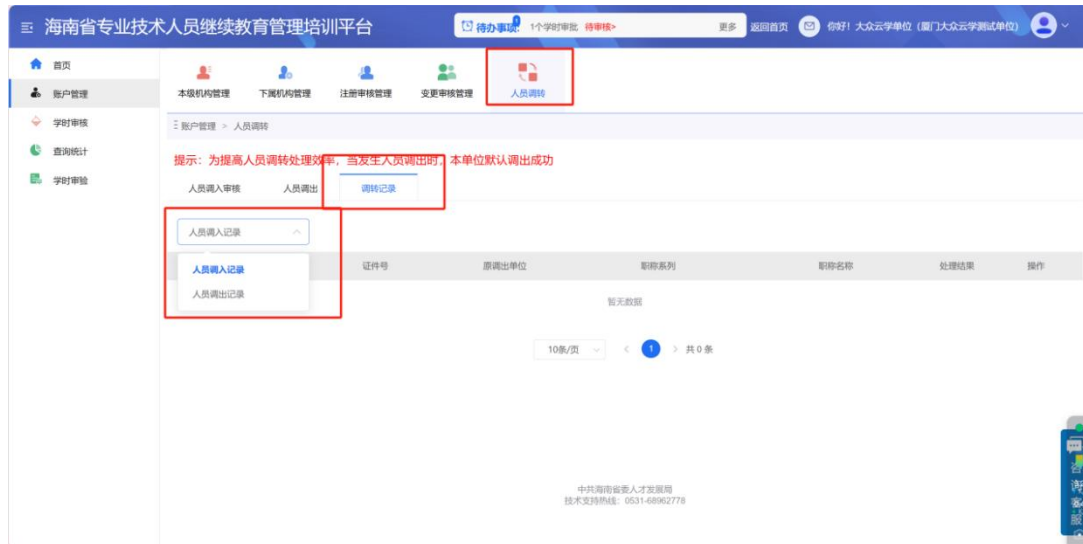 海南省专业技术人员继续教育管理培训平台
待办事项 1 1个学时审批 待审核> 更多 返回首页 你好！大众云学单位（厦门大众云学测试单位）
首页
账户管理
学时审核
查询统计
学时审验
本级机构管理 下属机构管理 注册审核管理 变更审核管理 人员调转
账户管理 > 人员调转
提示：为提高人员调转处理效率，当发生人员调出时，本单位默认调出成功
人员调入审核 人员调出 调转记录
人员调入记录
证件号 原调出单位 职称系列 职称名称 处理结果 操作
人员调入记录
人员调出记录
暂无数据
10条/页 < 1 > 共 0 条
中共海南省委人才发展局
技术支持热线：0531-68962778
咨询客服